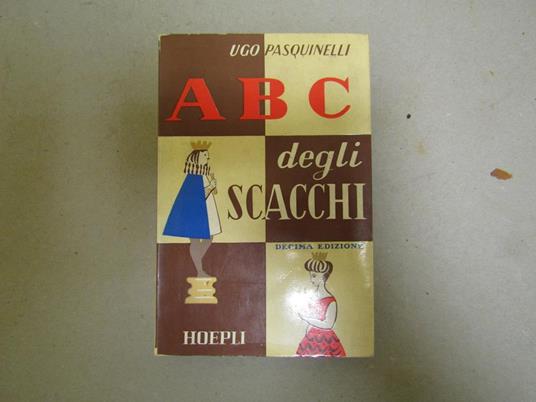 UGO PASQUINELLI
ABC
degli
SCACCHI
DECIMA EDIZIONE
HOEPLI